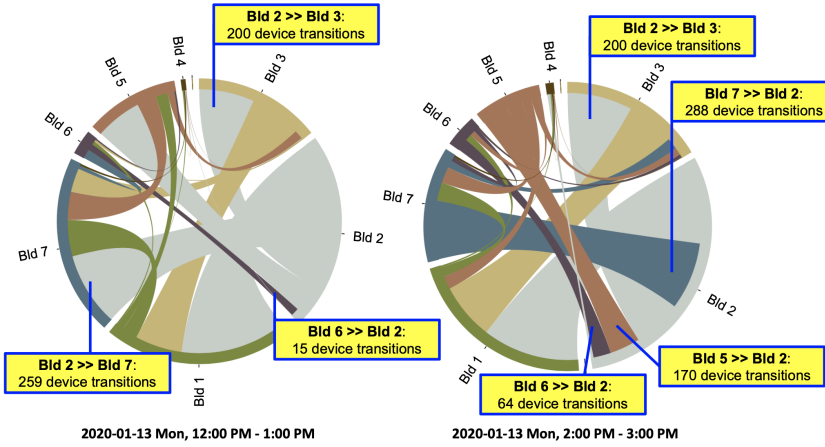 Bld 2 >> Bld 3:
200 device transitions
Bld 4
Bld 3
Bld 5
Bld 6
Bld 7
Bld 2
Bld 1
Bld 6 >> Bld 2:
15 device transitions
Bld 2 >> Bld 7:
259 device transitions
2020-01-13 Mon, 12:00 PM - 1:00 PM
Bld 2 >> Bld 3:
200 device transitions
Bld 4
Bld 3
Bld 5
Bld 7 >> Bld 2:
288 device transitions
Bld 6
Bld 7
Bld 2
Bld 1
Bld 5 >> Bld 2:
170 device transitions
Bld 6 >> Bld 2:
64 device transitions
2020-01-13 Mon, 2:00 PM - 3:00 PM